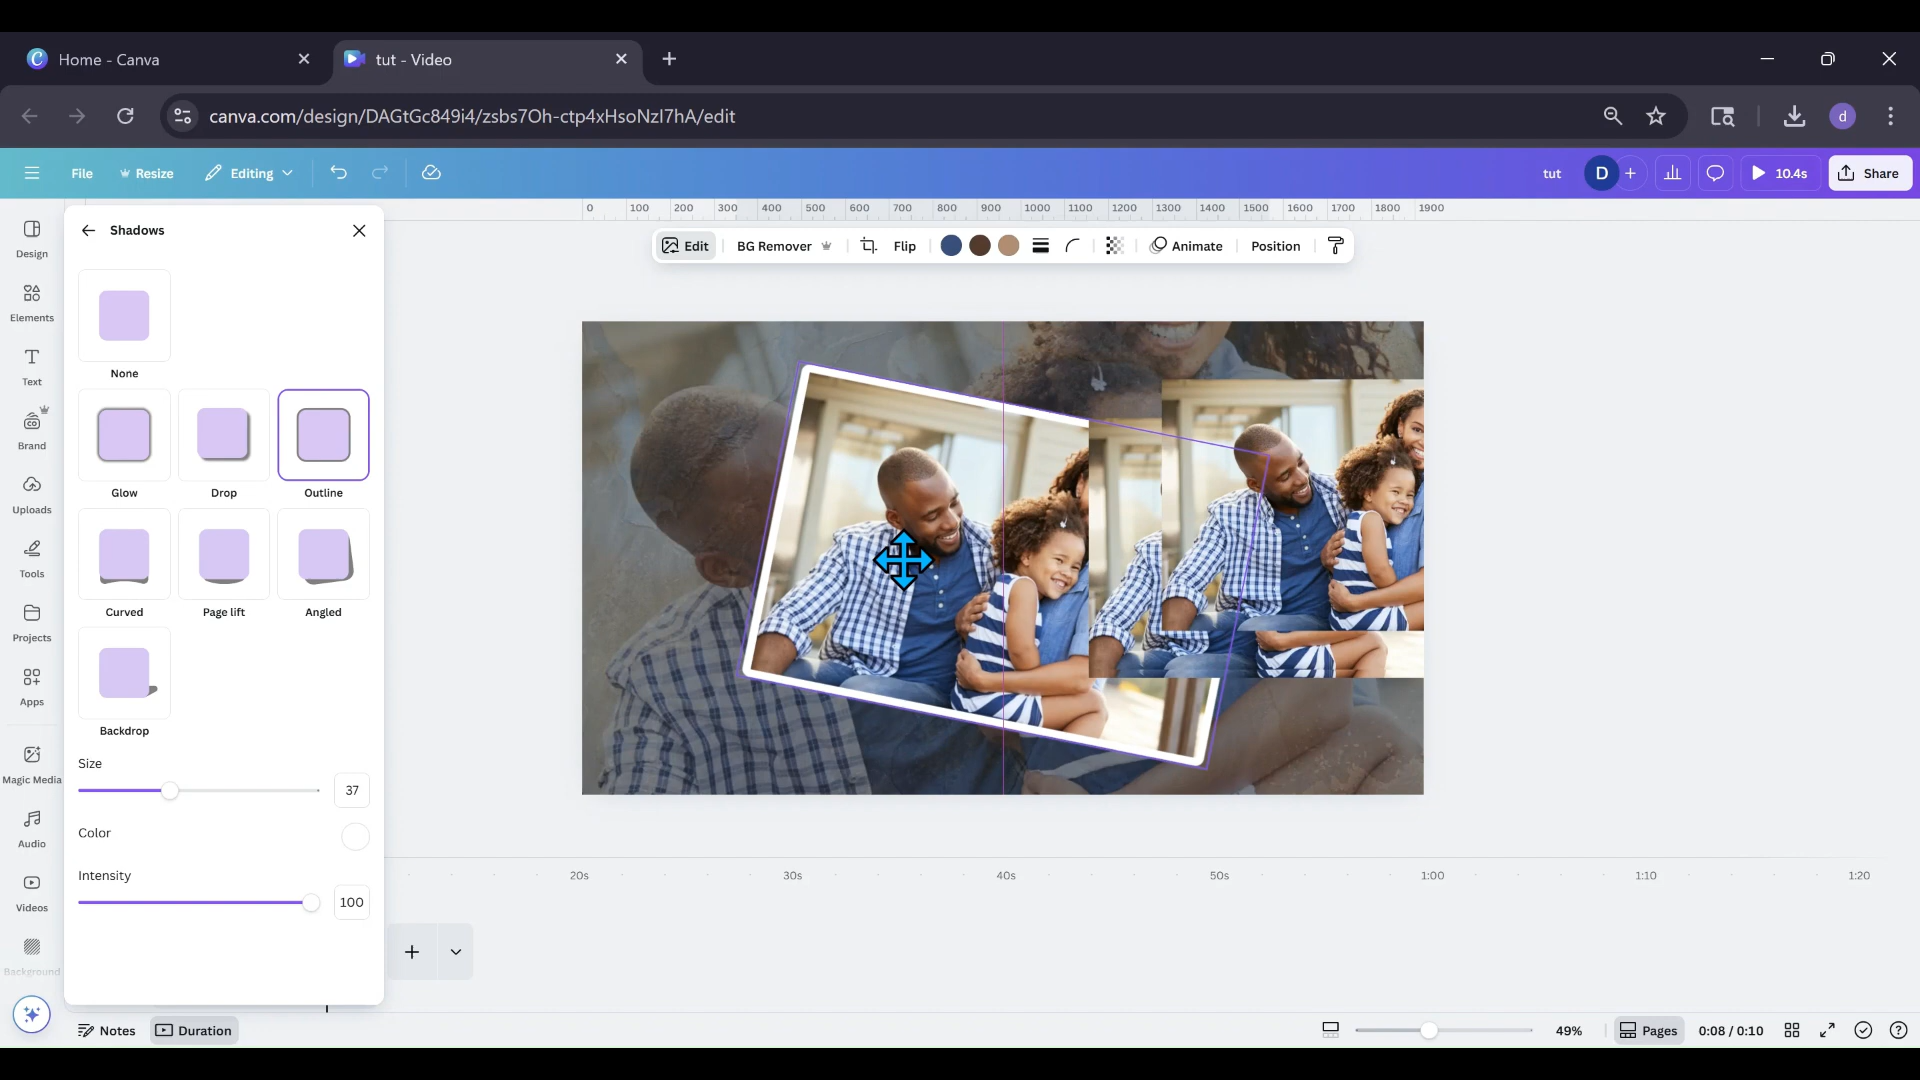 Home - Canva
tut - Video
canva.com/design/DAGtGc849i4/zsbs7Oh-ctp4xHsoNzI7hA/edit
d
File
Resize
Editing
tut
D
10.4s
Share
0 100 200 300 400 500 600 700 800 900 1000 1100 1200 1300 1400 1500 1600 1700 1800 1900
Edit
BG Remover
Flip
Animate
Position
Design
Elements
Text
Brand
Uploads
Tools
Projects
Apps
Magic Media
Audio
Videos
Background
Shadows
None
Glow
Drop
Outline
Curved
Page lift
Angled
Backdrop
Size
37
Color
Intensity
100
20s 30s 40s 50s 1:00 1:10 1:20
Notes
Duration
49%
Pages
0:08 / 0:10